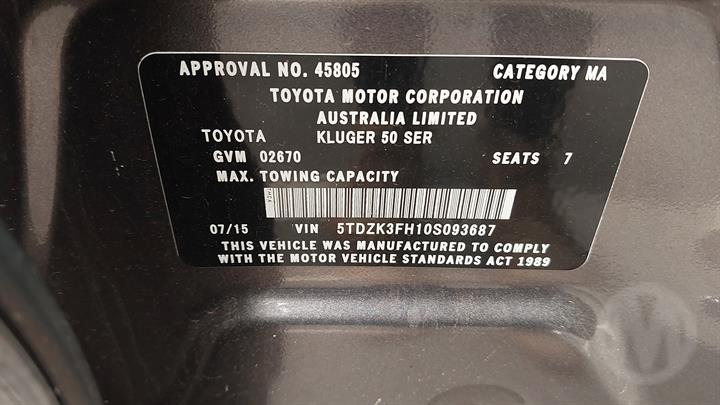 APPROVAL NO. 45805 CATEGORY MA
TOYOTA MOTOR CORPORATION
AUSTRALIA LIMITED
TOYOTA KLUGER 50 SER
GVM 02670 SEATS 7
MAX. TOWING CAPACITY
07/15 VIN 5TDZK3FH10S093687
THIS VEHICLE WAS MANUFACTURED TO COMPLY
WITH THE MOTOR VEHICLE STANDARDS ACT 1989